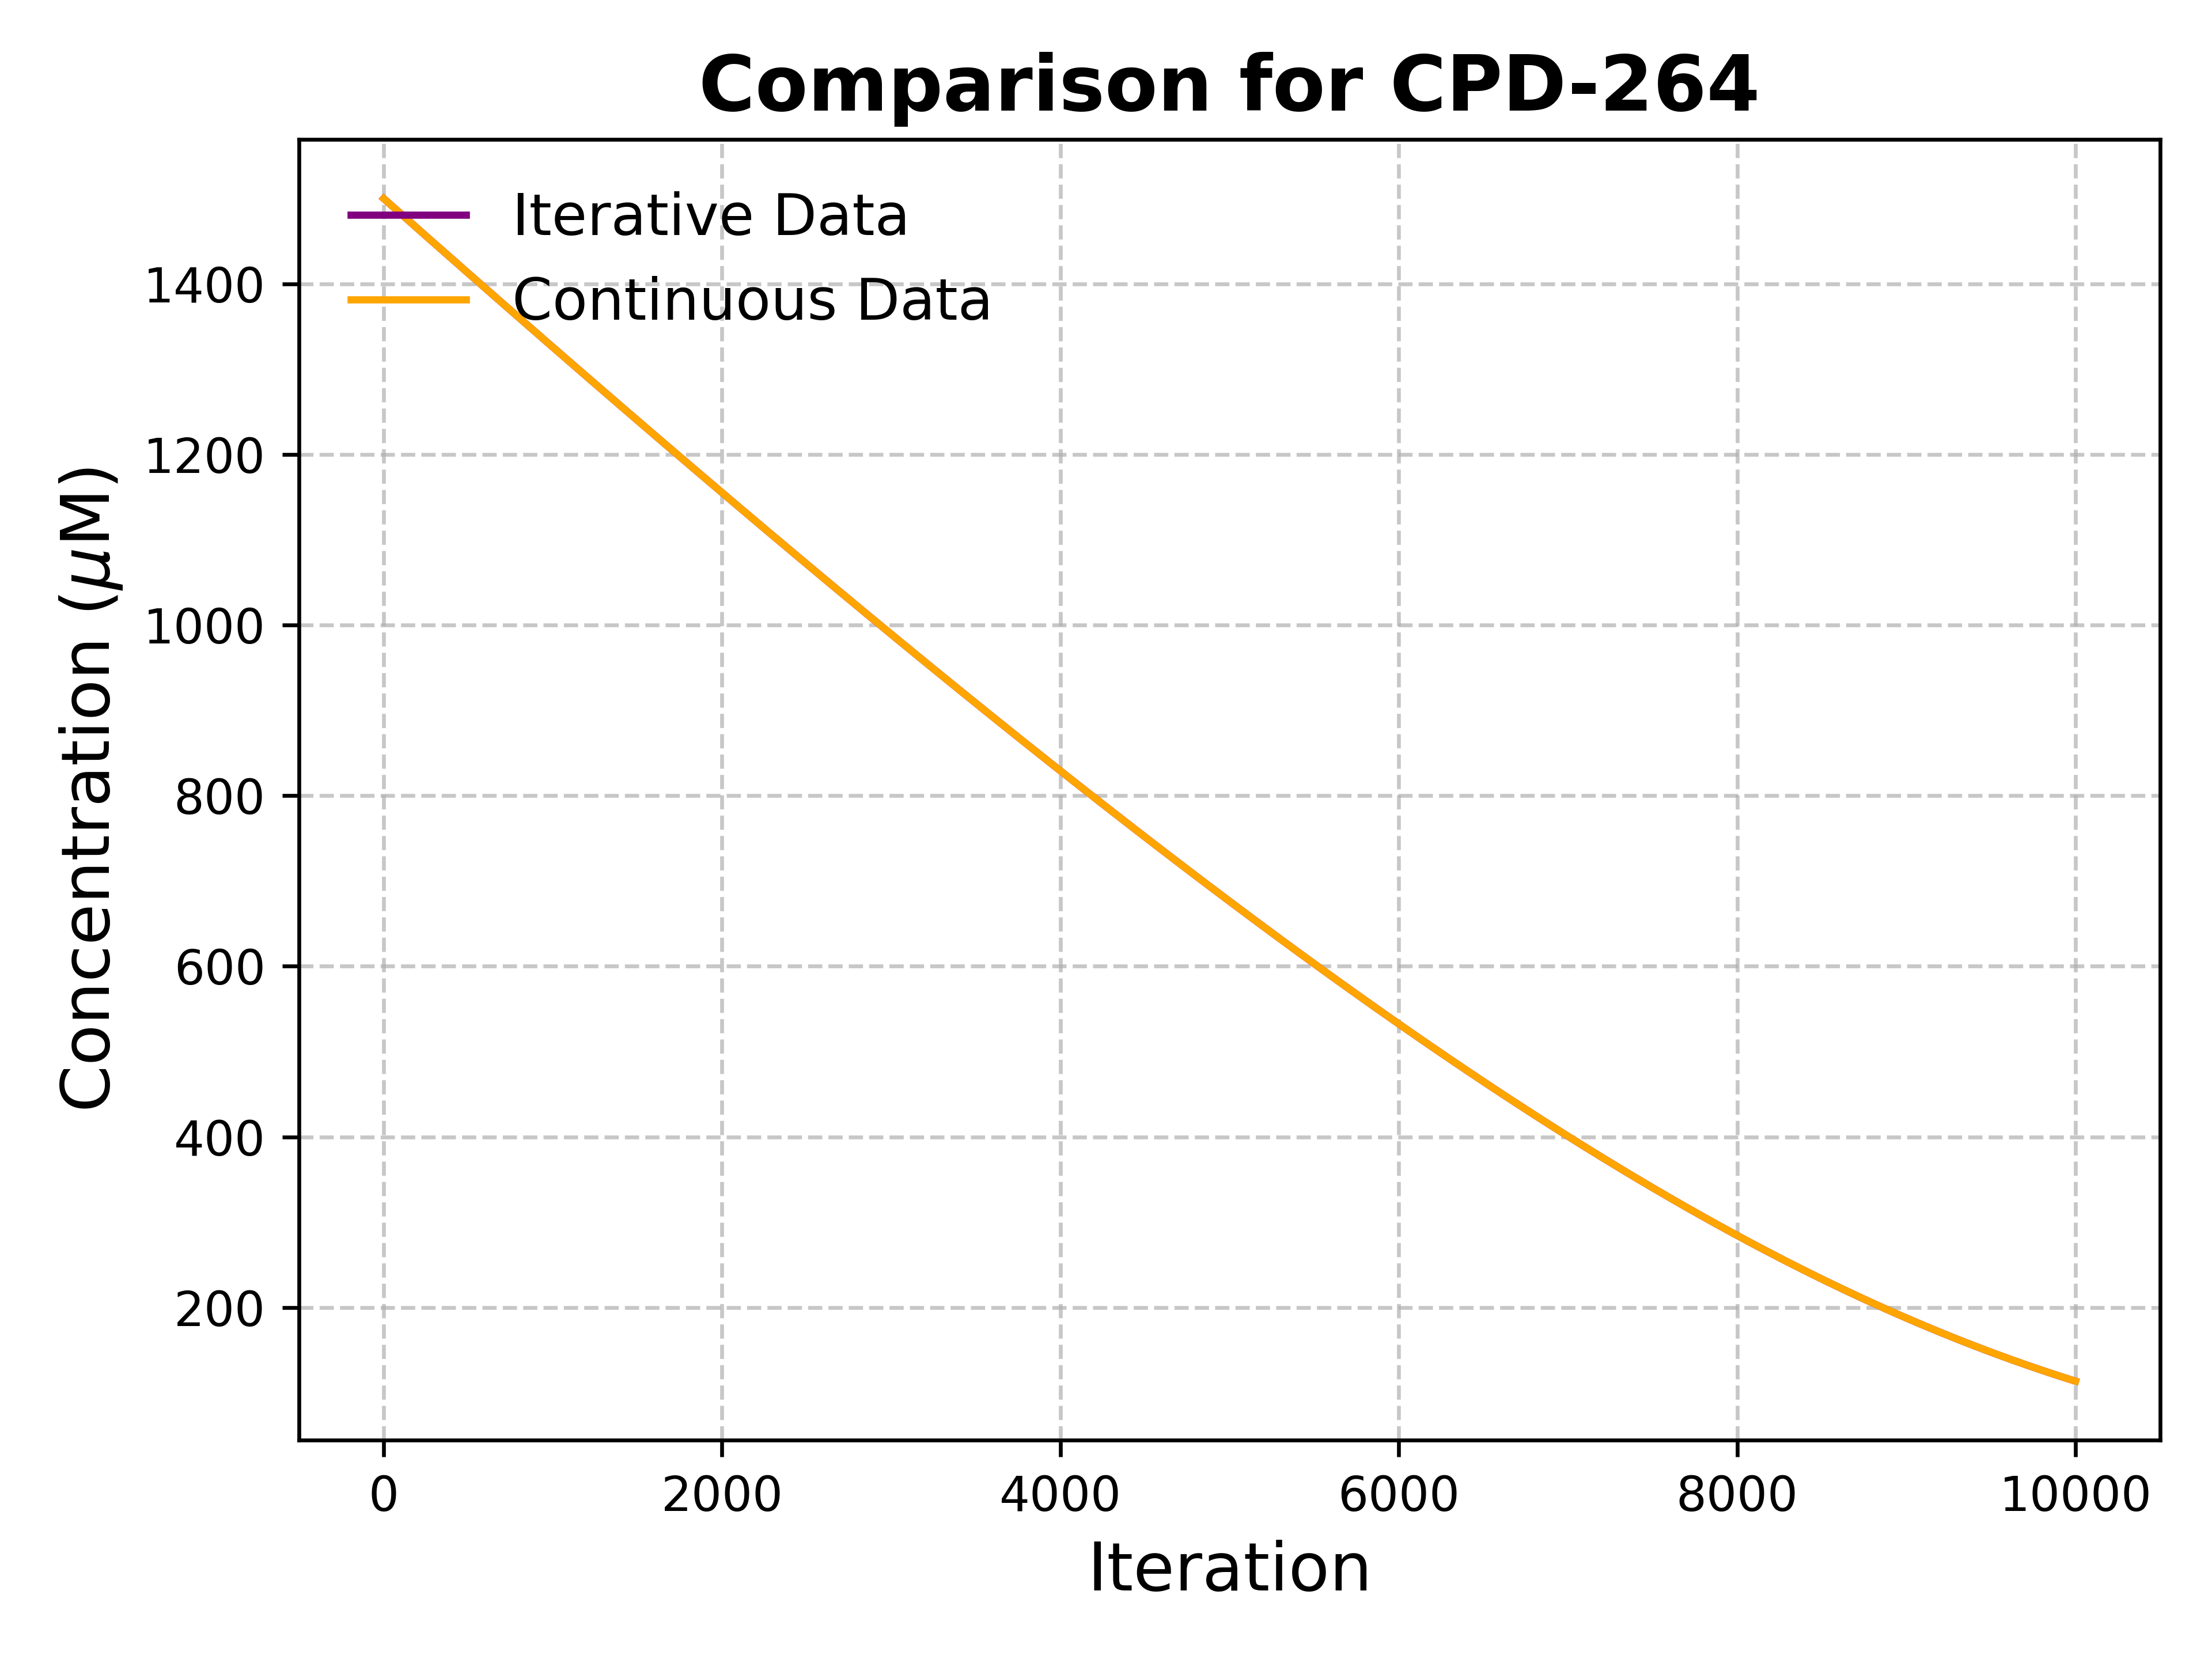 Comparison for CPD-264
Iterative Data
Continuous Data
Concentration (μM)
1400
1200
1000
800
600
400
200
0 2000 4000 6000 8000 10000
Iteration